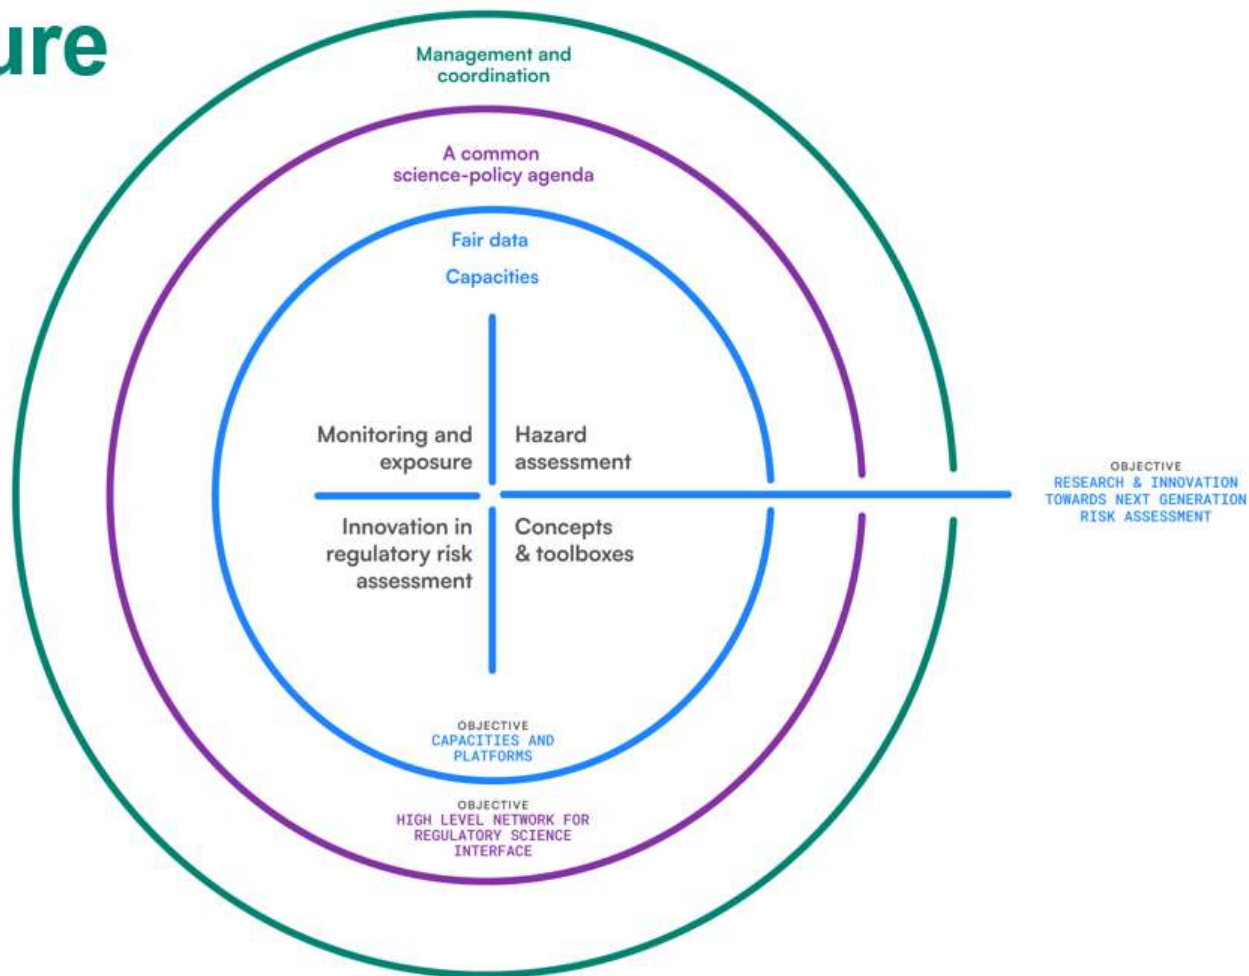 ure
Management and
coordination
A common
science-policy agenda
Fair data
Capacities
Monitoring and
exposure
Hazard
assessment
Innovation in
regulatory risk
assessment
Concepts
& toolboxes
OBJECTIVE
RESEARCH & INNOVATION
TOWARDS NEXT GENERATION
RISK ASSESSMENT
OBJECTIVE
CAPACITIES AND
PLATFORMS
OBJECTIVE
HIGH LEVEL NETWORK FOR
REGULATORY SCIENCE
INTERFACE